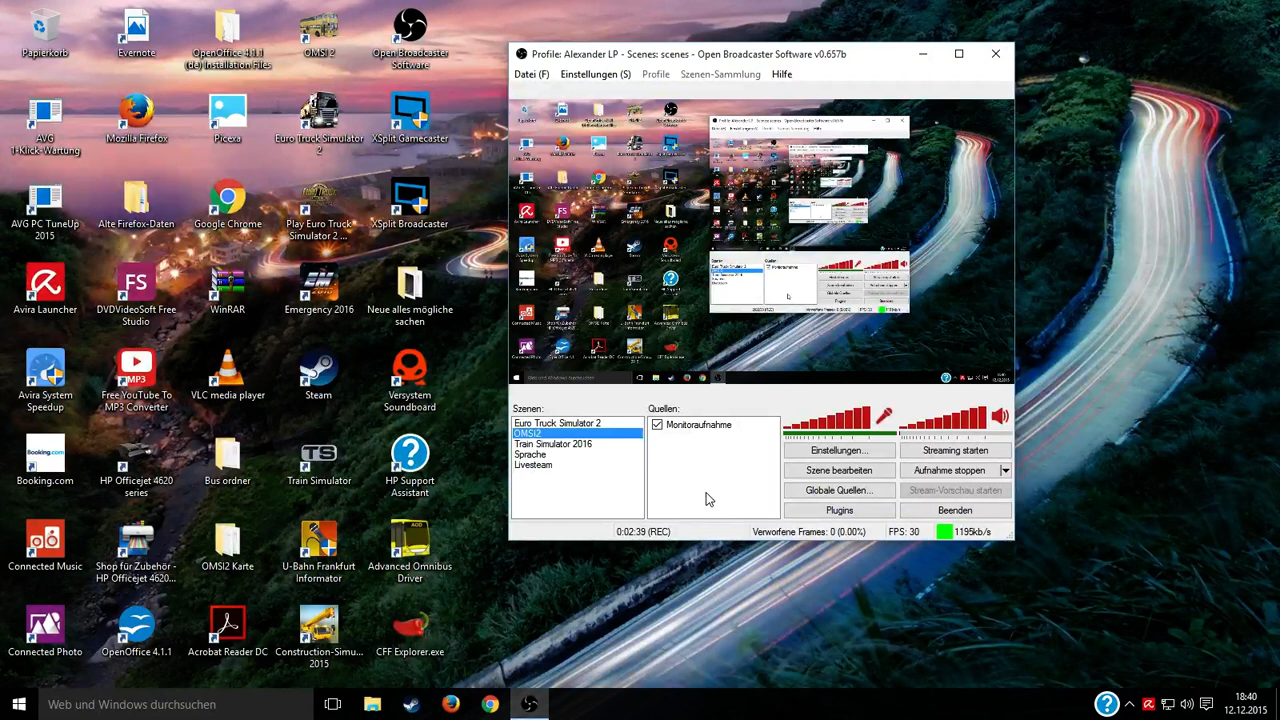 Papierkorb
Evernote
OpenOffice 4.1.1
(de) Installation Files
OMSI 2
Open Broadcaster
Software
AVG
1-Klick-Wartung
Mozilla Firefox
Picexa
Euro Truck Simulator
2
XSplit Gamecaster
AVG PC TuneUp
2015
Alte Firefox-Daten
Google Chrome
Play Euro Truck
Simulator 2 ...
XSplit Broadcaster
Avira Launcher
DVDVideoSoft Free
Studio
WinRAR
Emergency 2016
Neue alles mögliche
sachen
Avira System
Speedup
Free YouTube To
MP3 Converter
VLC media player
Steam
Versystem
Soundboard
Booking.com
HP Officejet 4620
series
Bus ordner
Train Simulator
HP Support
Assistant
Connected Music
Shop für Zubehör -
HP Officejet 4620...
OMSI2 Karte
U-Bahn Frankfurt
Informator
Advanced Omnibus
Driver
Connected Photo
OpenOffice 4.1.1
Acrobat Reader DC
Construction-Simu...
2015
CFF Explorer.exe
Profile: Alexander LP - Scenes: scenes - Open Broadcaster Software v0.657b
Datei (F) Einstellungen (S) Profile Szenen-Sammlung Hilfe
Szenen:
Euro Truck Simulator 2
OMSI2
Train Simulator 2016
Sprache
Livesteam
Quellen:
Monitoraufnahme
Einstellungen... Streaming starten
Szene bearbeiten Aufnahme stoppen
Globale Quellen... Stream-Vorschau starten
Plugins Beenden
0:02:39 (REC) Verworfene Frames: 0 (0.00%) FPS: 30 1195kb/s
Web und Windows durchsuchen
18:40
12.12.2015